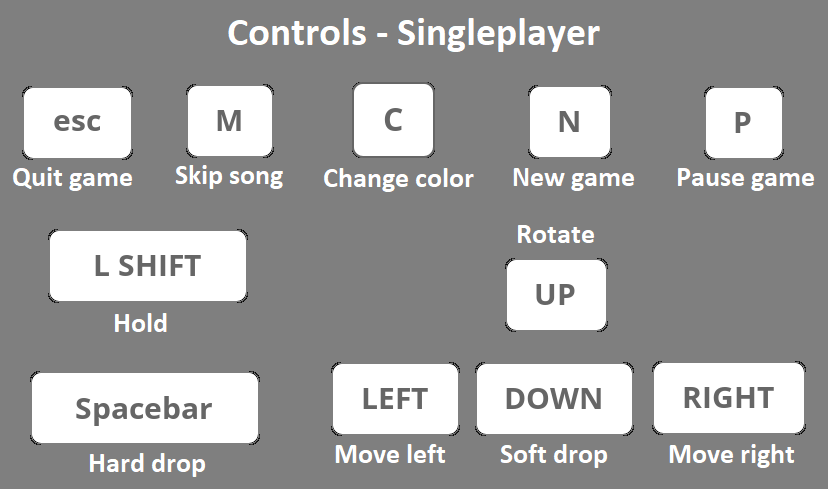 Controls - Singleplayer
esc M C N P
Quit game Skip song Change color New game Pause game
Rotate
L SHIFT UP
Hold
Spacebar LEFT DOWN RIGHT
Hard drop Move left Soft drop Move right